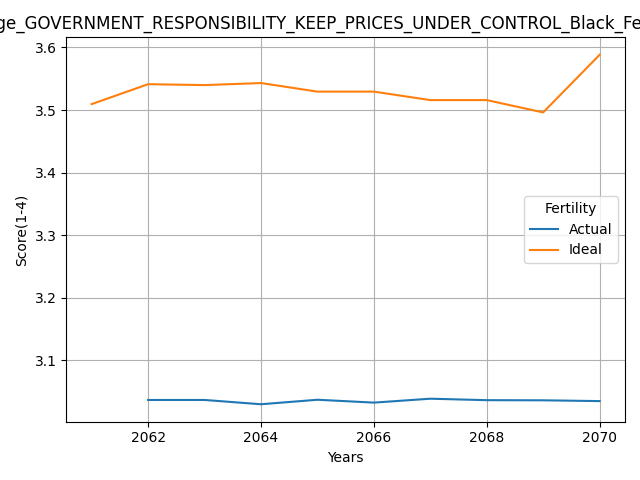 ge_GOVERNMENT_RESPONSIBILITY_KEEP_PRICES_UNDER_CONTROL_Black_Fe
3.6
3.5
3.4
3.3
3.2
3.1
Score(1-4)
Fertility
Actual
Ideal
2062 2064 2066 2068 2070
Years